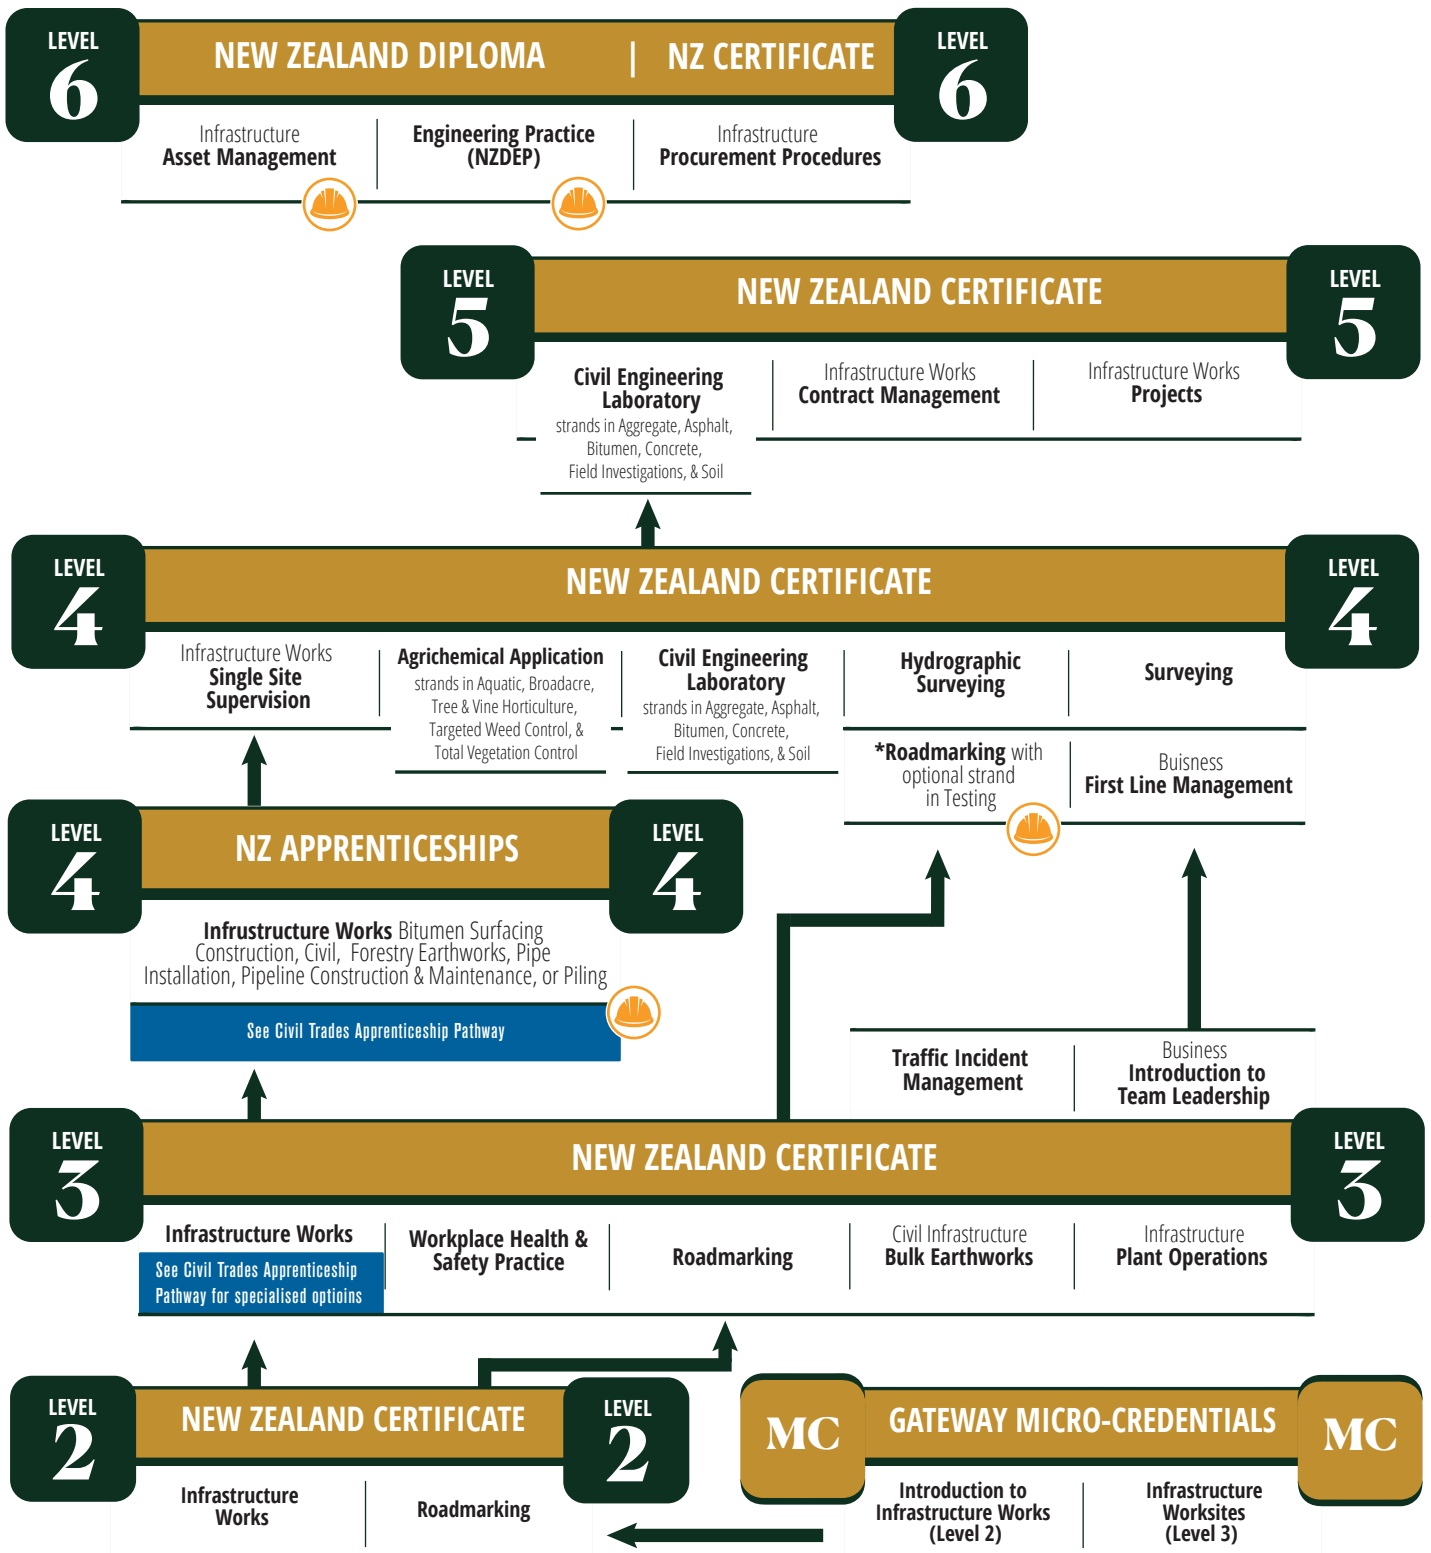 LEVEL
6
NEW ZEALAND DIPLOMA | NZ CERTIFICATE
LEVEL
6
Infrastructure
Asset Management
Engineering Practice
(NZDEP)
Infrastructure
Procurement Procedures
LEVEL
5
NEW ZEALAND CERTIFICATE
LEVEL
5
Civil Engineering
Laboratory
strands in Aggregate, Asphalt,
Bitumen, Concrete,
Field Investigations, & Soil
Infrastructure Works
Contract Management
Infrastructure Works
Projects
LEVEL
4
NEW ZEALAND CERTIFICATE
LEVEL
4
Infrastructure Works
Single Site
Supervision
Agrichemical Application
strands in Aquatic, Broadacre,
Tree & Vine Horticulture,
Targeted Weed Control, &
Total Vegetation Control
Civil Engineering
Laboratory
strands in Aggregate, Asphalt,
Bitumen, Concrete,
Field Investigations, & Soil
Hydrographic
Surveying
Surveying
*Roadmarking with
optional strand
in Testing
Buisness
First Line Management
LEVEL
4
NZ APPRENTICESHIPS
LEVEL
4
Infrustructure Works Bitumen Surfacing
Construction, Civil, Forestry Earthworks, Pipe
Installation, Pipeline Construction & Maintenance, or Piling
See Civil Trades Apprenticeship Pathway
Traffic Incident
Management
Business
Introduction to
Team Leadership
LEVEL
3
NEW ZEALAND CERTIFICATE
LEVEL
3
Infrastructure Works
See Civil Trades Apprenticeship
Pathway for specialised optioins
Workplace Health &
Safety Practice
Roadmarking
Civil Infrastructure
Bulk Earthworks
Infrastructure
Plant Operations
LEVEL
2
NEW ZEALAND CERTIFICATE
LEVEL
2
Infrastructure
Works
Roadmarking
MC
GATEWAY MICRO-CREDENTIALS
MC
Introduction to
Infrastructure Works
(Level 2)
Infrastructure
Worksites
(Level 3)